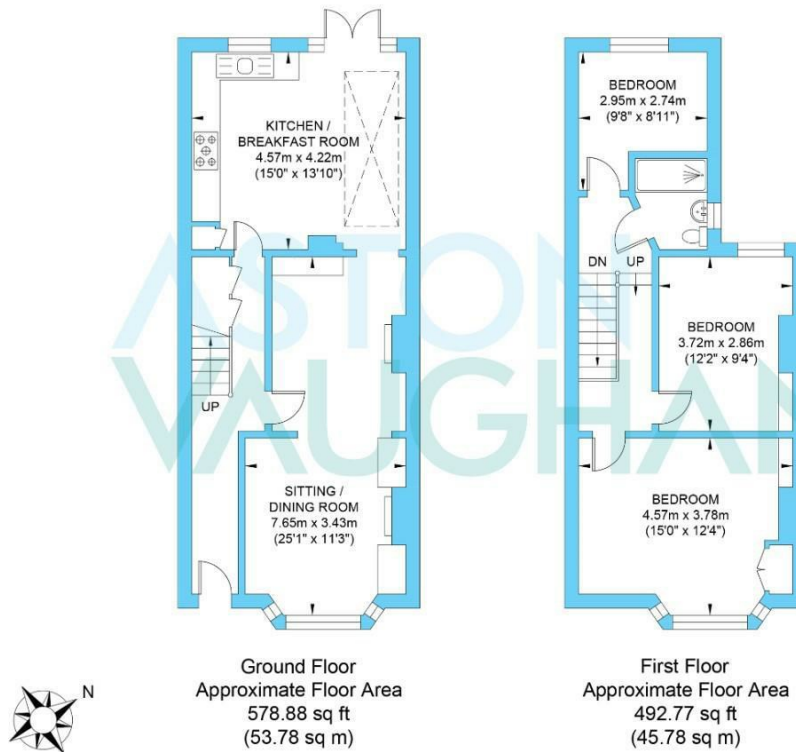 KITCHEN /
BREAKFAST ROOM
4.57m x 4.22m
(15'0" x 13'10")
UP
SITTING /
DINING ROOM
7.65m x 3.43m
(25'1" x 11'3")
BEDROOM
2.95m x 2.74m
(9'8" x 8'11")
DN
UP
BEDROOM
3.72m x 2.86m
(12'2" x 9'4")
BEDROOM
4.57m x 3.78m
(15'0" x 12'4")
ASTON
VAUGHAN
N
Ground Floor
Approximate Floor Area
578.88 sq ft
(53.78 sq m)
First Floor
Approximate Floor Area
492.77 sq ft
(45.78 sq m)